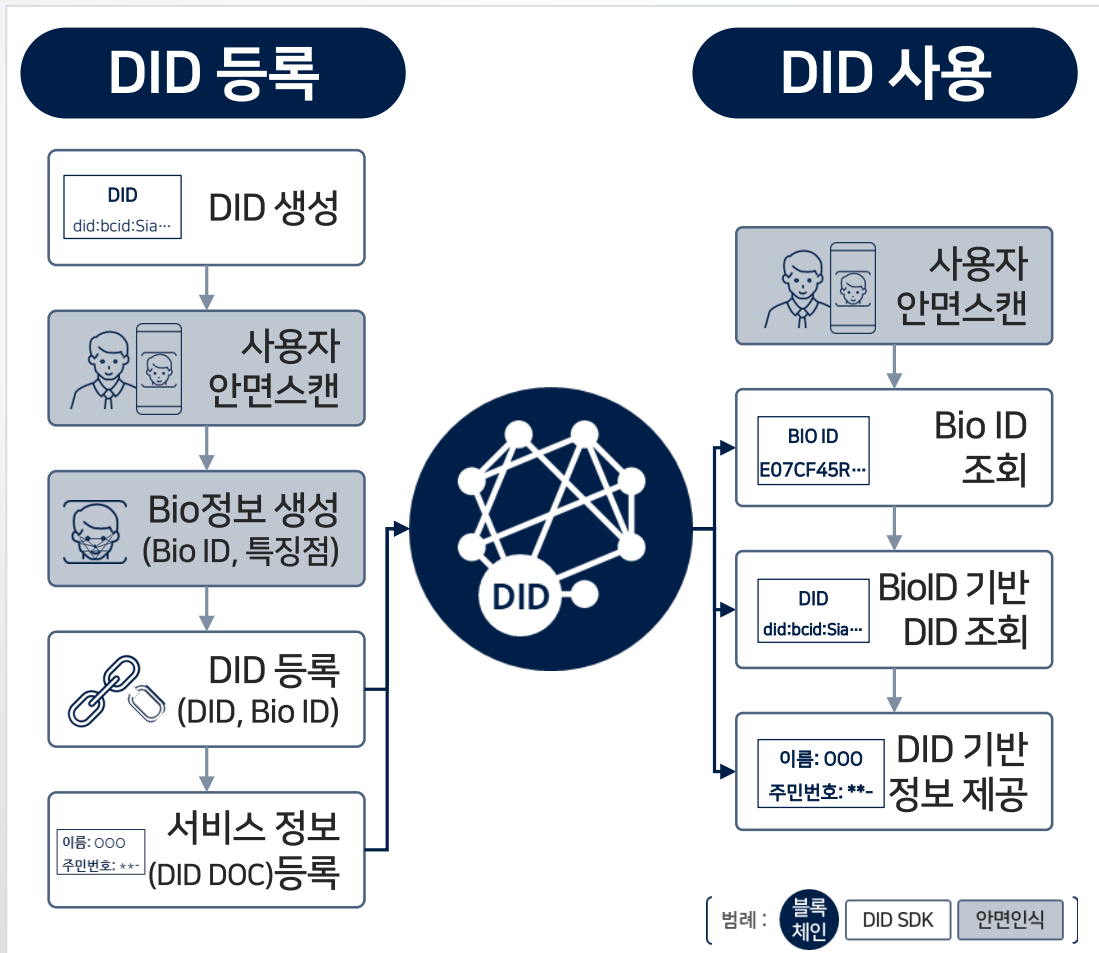 DID 등록
DID
did:bcid:Sia…
DID 생성
사용자
안면스캔
Bio정보 생성
(Bio ID, 특징점)
DID 등록
(DID, Bio ID)
이름: OOO
주민번호: **-
서비스 정보
(DID DOC)등록
DID
DID 사용
사용자
안면스캔
BIO ID
E07CF45R…
Bio ID
조회
DID
did:bcid:Sia…
BioID 기반
DID 조회
이름: OOO
주민번호: **-
DID 기반
정보 제공
범례 :
블록
체인
DID SDK
안면인식